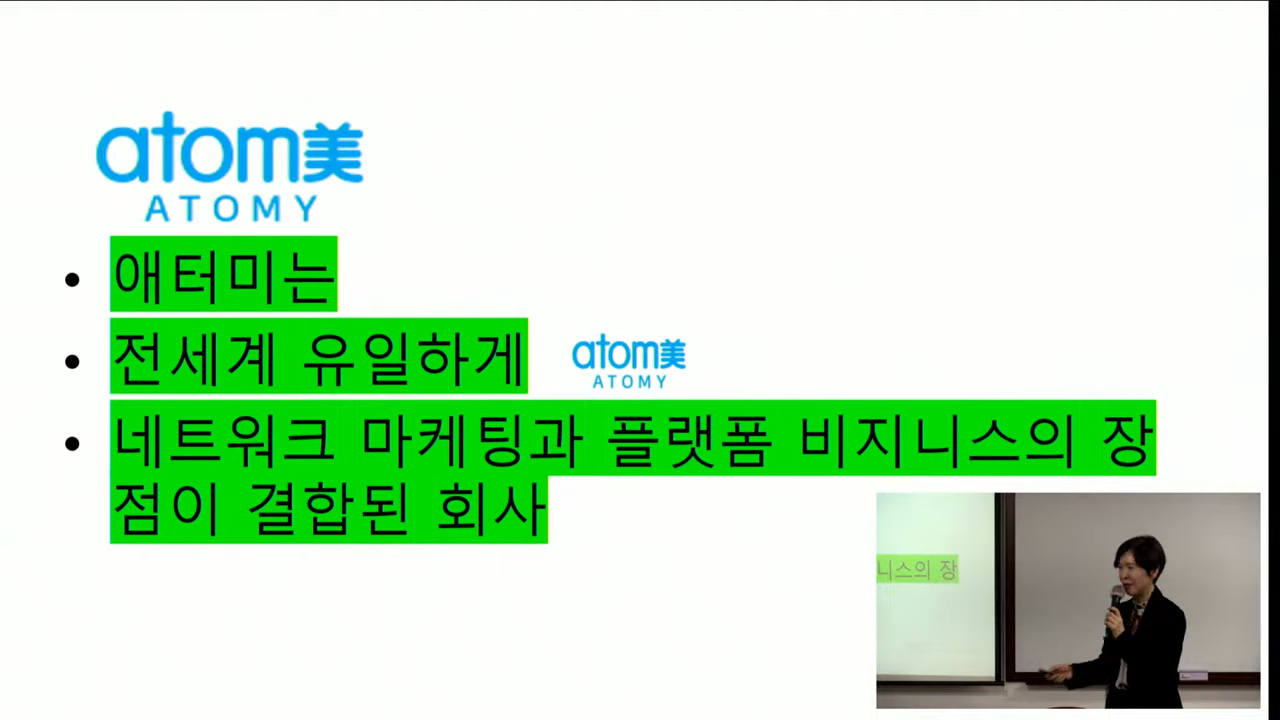 atom美
ATOMY
애터미는
전세계 유일하게
atom美
ATOMY
네트워크 마케팅과 플랫폼 비지니스의 장
점이 결합된 회사
니스의 장